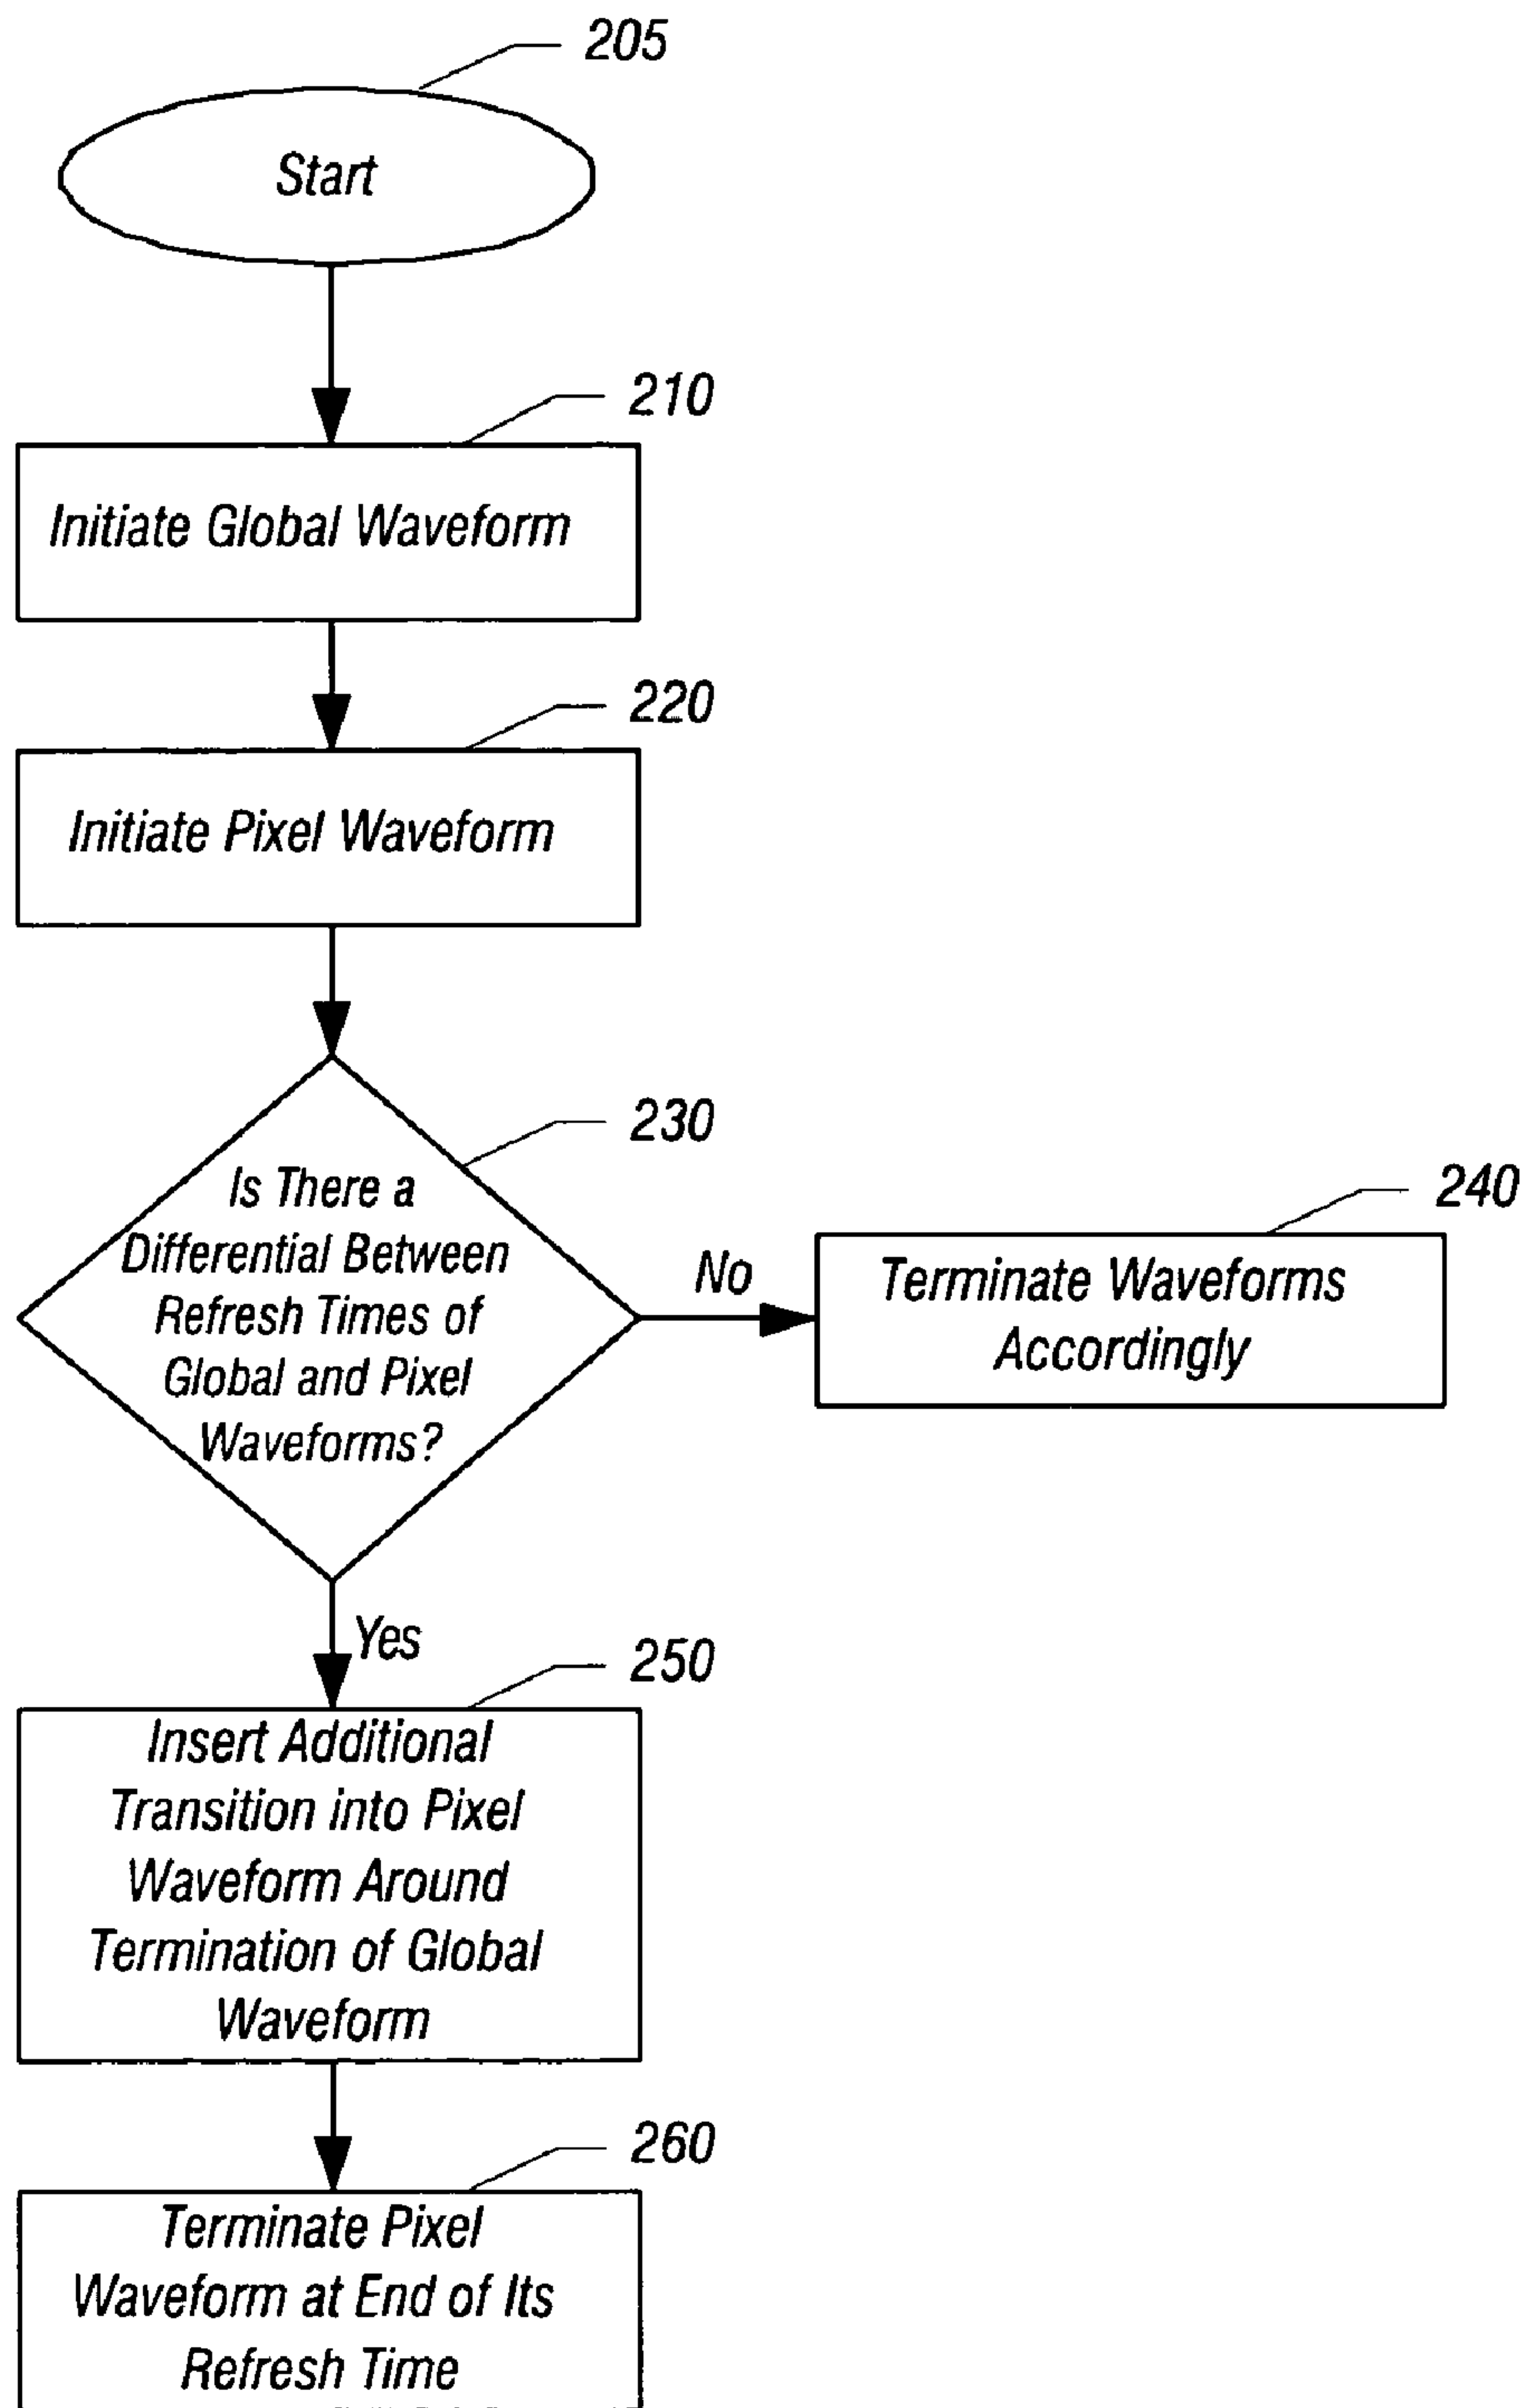 205
Start
210
Initiate Global Waveform
220
Initiate Pixel Waveform
230
Is There a
Differential Between
Refresh Times of
Global and Pixel
Waveforms?
No
240
Terminate Waveforms
Accordingly
Yes
250
Insert Additional
Transition into Pixel
Waveform Around
Termination of Global
Waveform
260
Terminate Pixel
Waveform at End of Its
Refresh Time